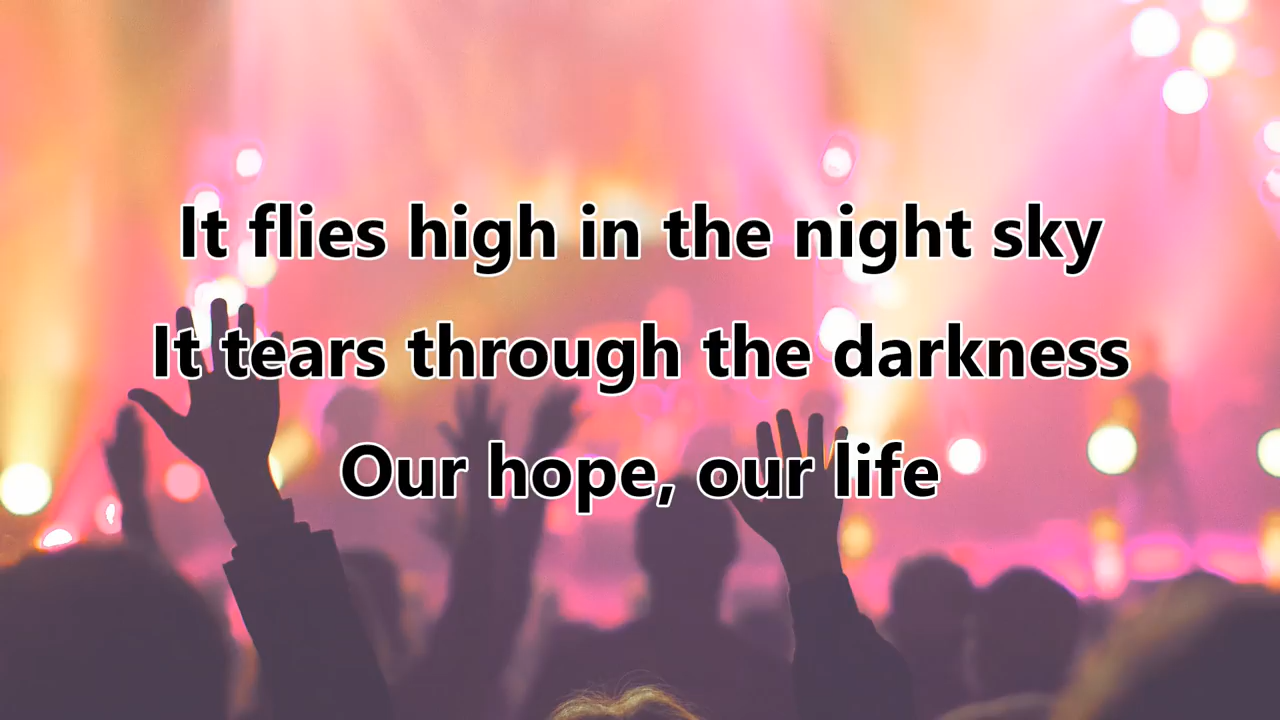 It flies high in the night sky
It tears through the darkness
Our hope, our life